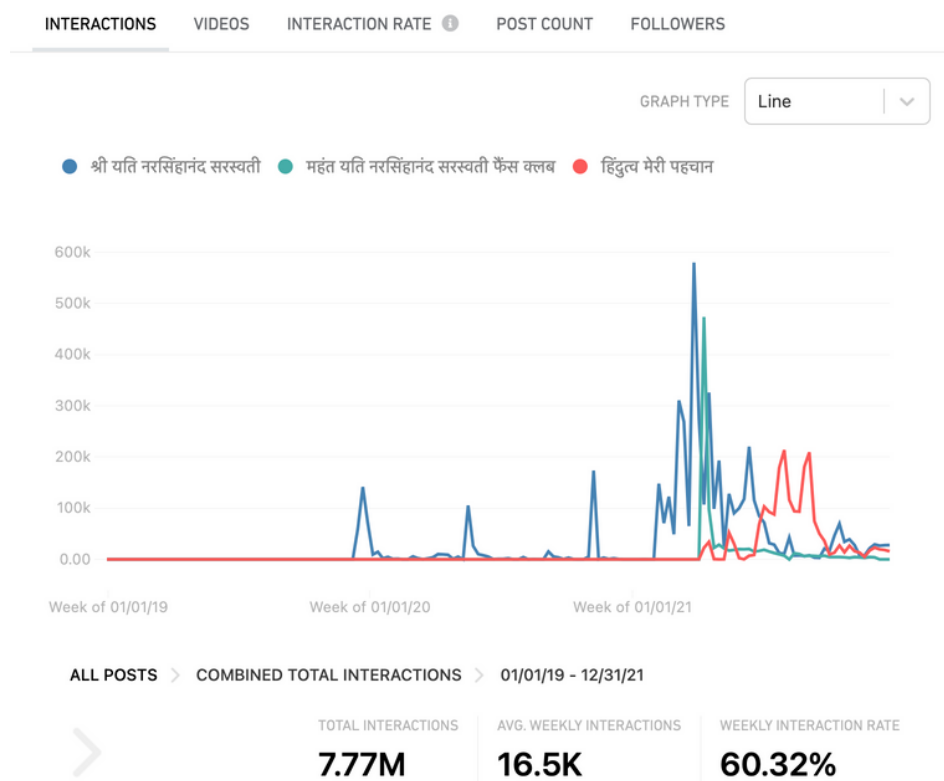 INTERACTIONS VIDEOS INTERACTION RATE i POST COUNT FOLLOWERS
GRAPH TYPE Line
श्री यति नरसिंहानंद सरस्वती महंत यति नरसिंहानंद सरस्वती फैंस क्लब हिंदुत्व मेरी पहचान
600k
500k
400k
300k
200k
100k
0.00
Week of 01/01/19 Week of 01/01/20 Week of 01/01/21
ALL POSTS COMBINED TOTAL INTERACTIONS 01/01/19 - 12/31/21
TOTAL INTERACTIONS AVG. WEEKLY INTERACTIONS WEEKLY INTERACTION RATE
7.77M 16.5K 60.32%